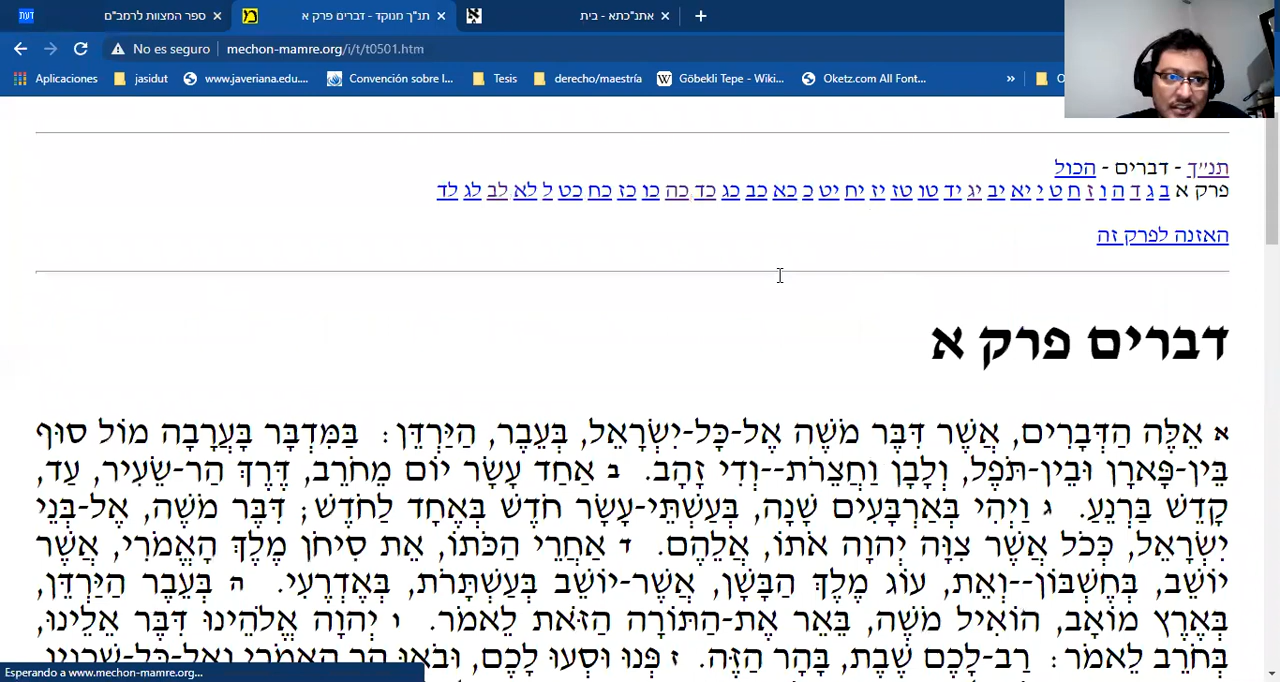 ספר המצוות לרמב"ם
תנ"ך מנוקד - דברים פרק א
אתנ"כתא - בית
No es seguro mechon-mamre.org/i/t/t0501.htm
Aplicaciones jasidut www.javeriana.edu.... Convención sobre l... Tesis derecho/maestría Göbekli Tepe - Wiki... Oketz.com All Font... »
תנ"ך - דברים - הכול
פרק א ב ג ד ה ו ז ח ט י יא יב יג יד טו טז יז יח יט כ כא כב כג כד כה כו כז כח כט ל לא לב לג לד
האזנה לפרק זה
דברים פרק א
א אֵלֶּה הַדְּבָרִים, אֲשֶׁר דִּבֶּר מֹשֶׁה אֶל-כָּל-יִשְׂרָאֵל, בְּעֵבֶר, הַיַּרְדֵּן: בַּמִּדְבָּר בָּעֲרָבָה מוֹל סוּף
בֵּין-פָּארָן וּבֵין-תֹּפֶל, וְלָבָן וַחֲצֵרֹת--וְדִי זָהָב. ב אַחַד עָשָׂר יוֹם מֵחֹרֵב, דֶּרֶךְ הַר-שֵׂעִיר, עַד,
קָדֵשׁ בַּרְנֵעַ. ג וַיְהִי בְּאַרְבָּעִים שָׁנָה, בְּעַשְׁתֵּי-עָשָׂר חֹדֶשׁ בְּאֶחָד לַחֹדֶשׁ; דִּבֶּר מֹשֶׁה, אֶל-בְּנֵי
יִשְׂרָאֵל, כְּכֹל אֲשֶׁר צִוָּה יְהוָה אֹתוֹ, אֲלֵהֶם. ד אַחֲרֵי הַכֹּתוֹ, אֵת סִיחֹן מֶלֶךְ הָאֱמֹרִי, אֲשֶׁר
יוֹשֵׁב, בְּחֶשְׁבּוֹן--וְאֵת, עוֹג מֶלֶךְ הַבָּשָׁן, אֲשֶׁר-יוֹשֵׁב בְּעַשְׁתָּרֹת, בְּאֶדְרֶעִי. ה בְּעֵבֶר הַיַּרְדֵּן,
בְּאֶרֶץ מוֹאָב, הוֹאִיל מֹשֶׁה, בֵּאֵר אֶת-הַתּוֹרָה הַזֹּאת לֵאמֹר. ו יְהוָה אֱלֹהֵינוּ דִּבֶּר אֵלֵינוּ,
בְּחֹרֵב לֵאמֹר: רַב-לָכֶם שֶׁבֶת, בָּהָר הַזֶּה. ז פְּנוּ וּסְעוּ לָכֶם, וּבֹאוּ הַר הָאֱמֹרִי וְאֶל-כָּל-שְׁכֵנָיו,
Esperando a www.mechon-mamre.org...